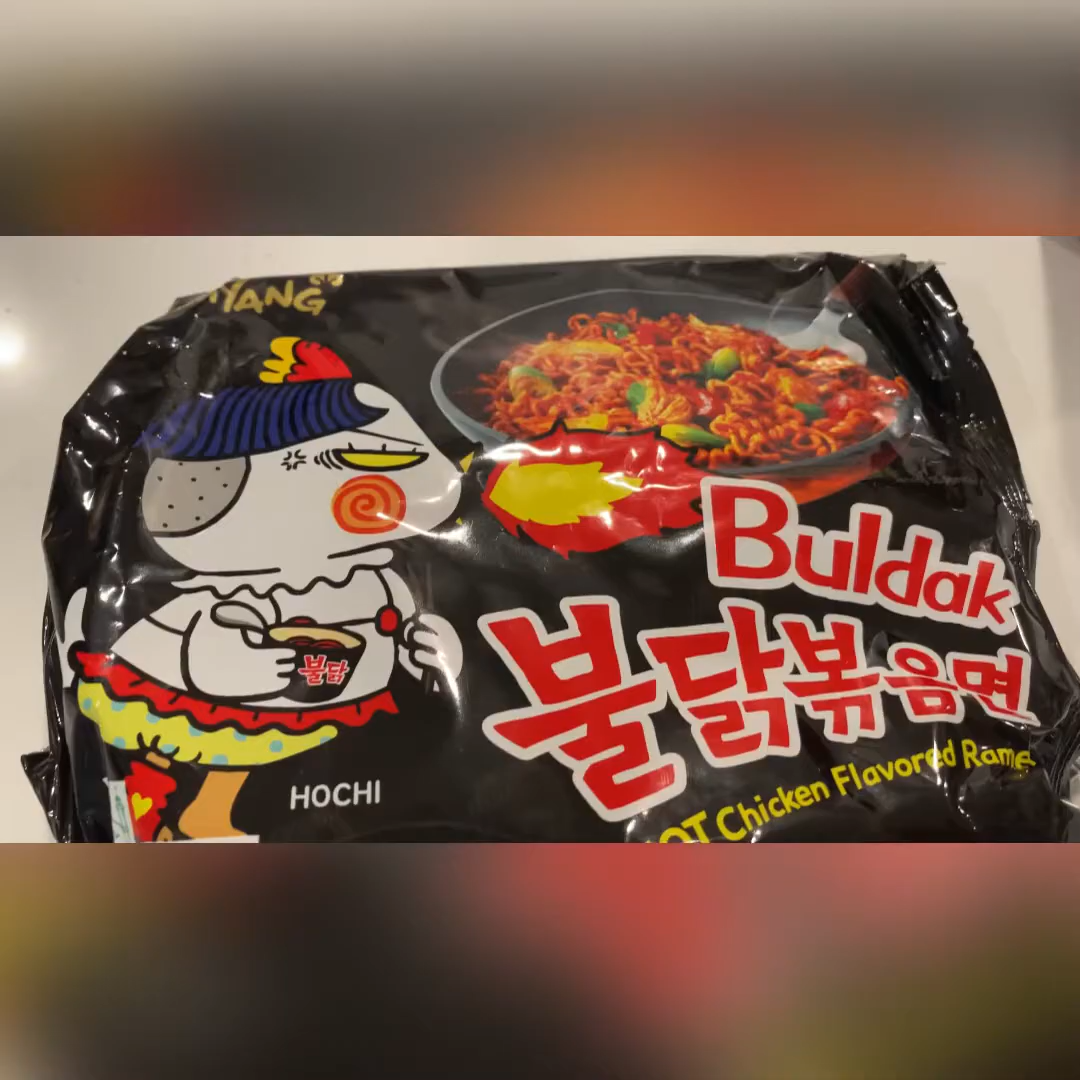 YANG
Buldak
불닭볶음면
불닭
HOCHI
HOT Chicken Flavored Ramen